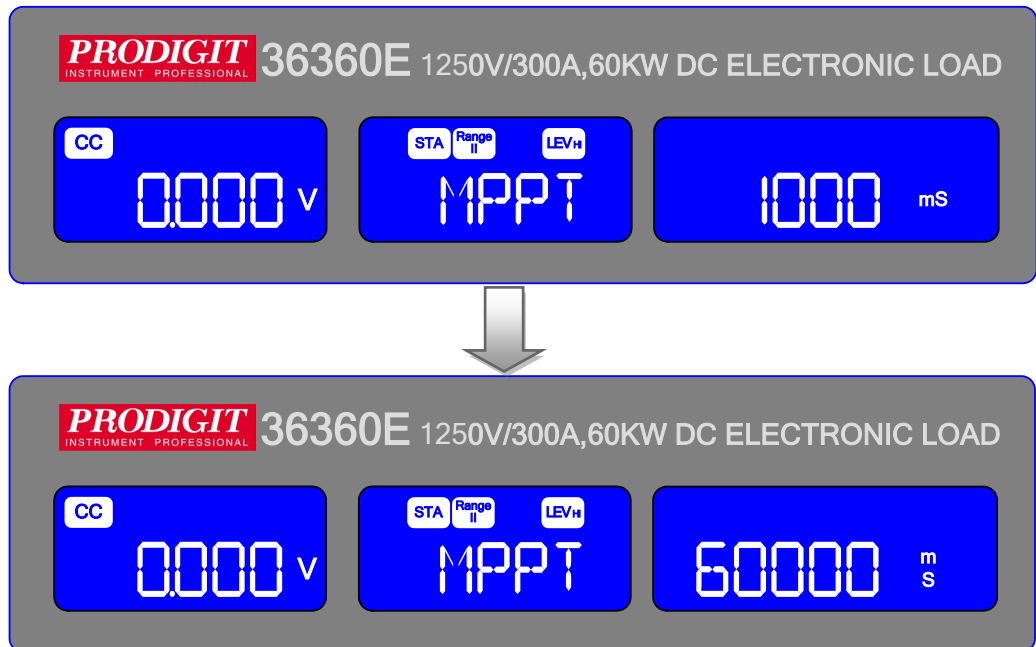 PRODIGIT
INSTRUMENT PROFESSIONAL
36360E 1250V/300A,60KW DC ELECTRONIC LOAD
CC
0.000 V
STA Range II LEV HI
MPPT
1000 mS
PRODIGIT
INSTRUMENT PROFESSIONAL
36360E 1250V/300A,60KW DC ELECTRONIC LOAD
CC
0.000 V
STA Range II LEV HI
MPPT
60000 m
S